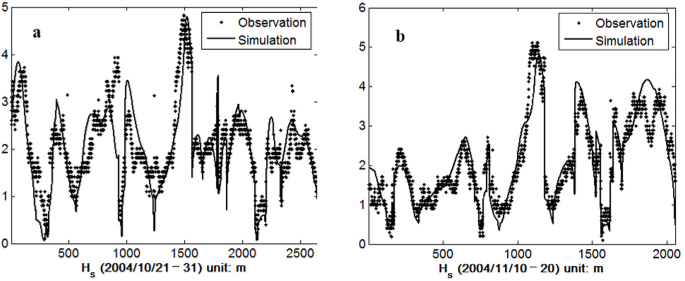 a
Observation
Simulation
5
4
3
2
1
0
500 1000 1500 2000 2500
Hs (2004/10/21-31) unit: m
b
Observation
Simulation
6
5
4
3
2
1
0
500 1000 1500 2000
Hs (2004/11/10-20) unit: m